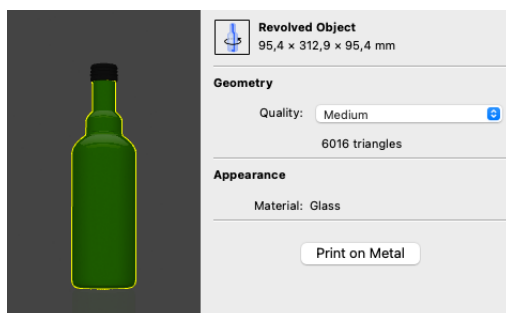 Revolved Object
95,4 × 312,9 × 95,4 mm
Geometry
Quality: Medium
6016 triangles
Appearance
Material: Glass
Print on Metal